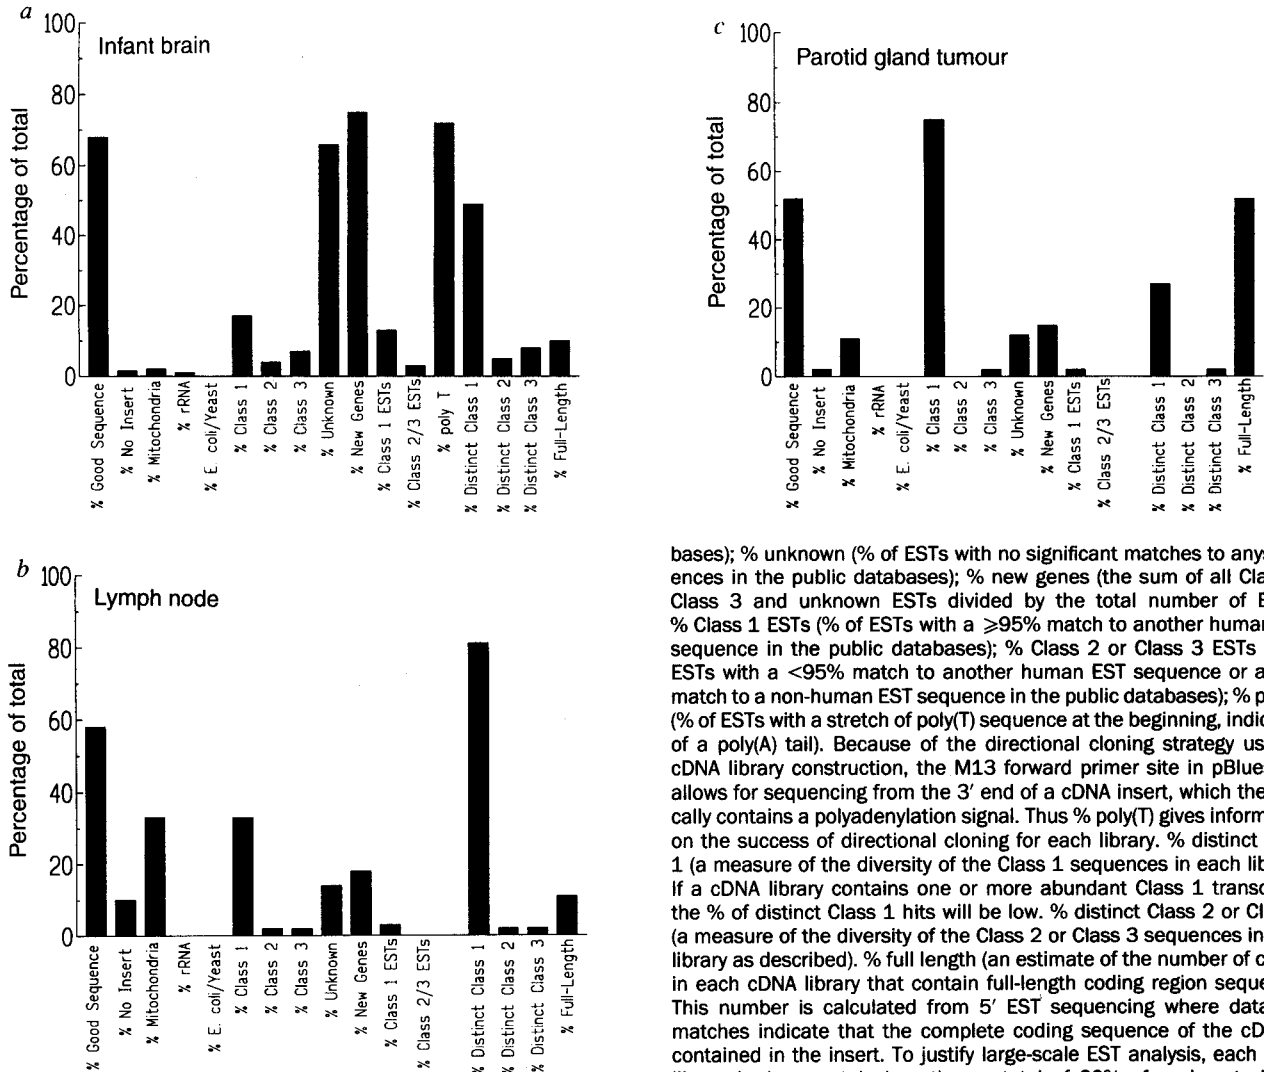 a
Infant brain
Percentage of total
100
80
60
40
20
0
% Good Sequence
% No Insert
% Mitochondria
% rRNA
% E. coli/Yeast
% Class 1
% Class 2
% Class 3
% Unknown
% New Genes
% Class 1 ESTs
% Class 2/3 ESTs
% poly T
% Distinct Class 1
% Distinct Class 2
% Distinct Class 3
% Full-Length
b
Lymph node
Percentage of total
100
80
60
40
20
0
% Good Sequence
% No Insert
% Mitochondria
% rRNA
% E. coli/Yeast
% Class 1
% Class 2
% Class 3
% Unknown
% New Genes
% Class 1 ESTs
% Class 2/3 ESTs
% Distinct Class 1
% Distinct Class 2
% Distinct Class 3
% Full-Length
c
Parotid gland tumour
Percentage of total
100
80
60
40
20
0
% Good Sequence
% No Insert
% Mitochondria
% rRNA
% E. coli/Yeast
% Class 1
% Class 2
% Class 3
% Unknown
% New Genes
% Class 1 ESTs
% Class 2/3 ESTs
% Distinct Class 1
% Distinct Class 2
% Distinct Class 3
% Full-Length
bases); % unknown (% of ESTs with no significant matches to any s
ences in the public databases); % new genes (the sum of all Cla
Class 3 and unknown ESTs divided by the total number of E
% Class 1 ESTs (% of ESTs with a ⩾95% match to another human
sequence in the public databases); % Class 2 or Class 3 ESTs
ESTs with a <95% match to another human EST sequence or a
match to a non-human EST sequence in the public databases); % p
(% of ESTs with a stretch of poly(T) sequence at the beginning, indic
of a poly(A) tail). Because of the directional cloning strategy us
cDNA library construction, the M13 forward primer site in pBlues
allows for sequencing from the 3′ end of a cDNA insert, which the
cally contains a polyadenylation signal. Thus % poly(T) gives inform
on the success of directional cloning for each library. % distinct
1 (a measure of the diversity of the Class 1 sequences in each lib
If a cDNA library contains one or more abundant Class 1 transc
the % of distinct Class 1 hits will be low. % distinct Class 2 or Cl
(a measure of the diversity of the Class 2 or Class 3 sequences in
library as described). % full length (an estimate of the number of c
in each cDNA library that contain full-length coding region seque
This number is calculated from 5′ EST sequencing where data
matches indicate that the complete coding sequence of the cD
contained in the insert. To justify large-scale EST analysis, each